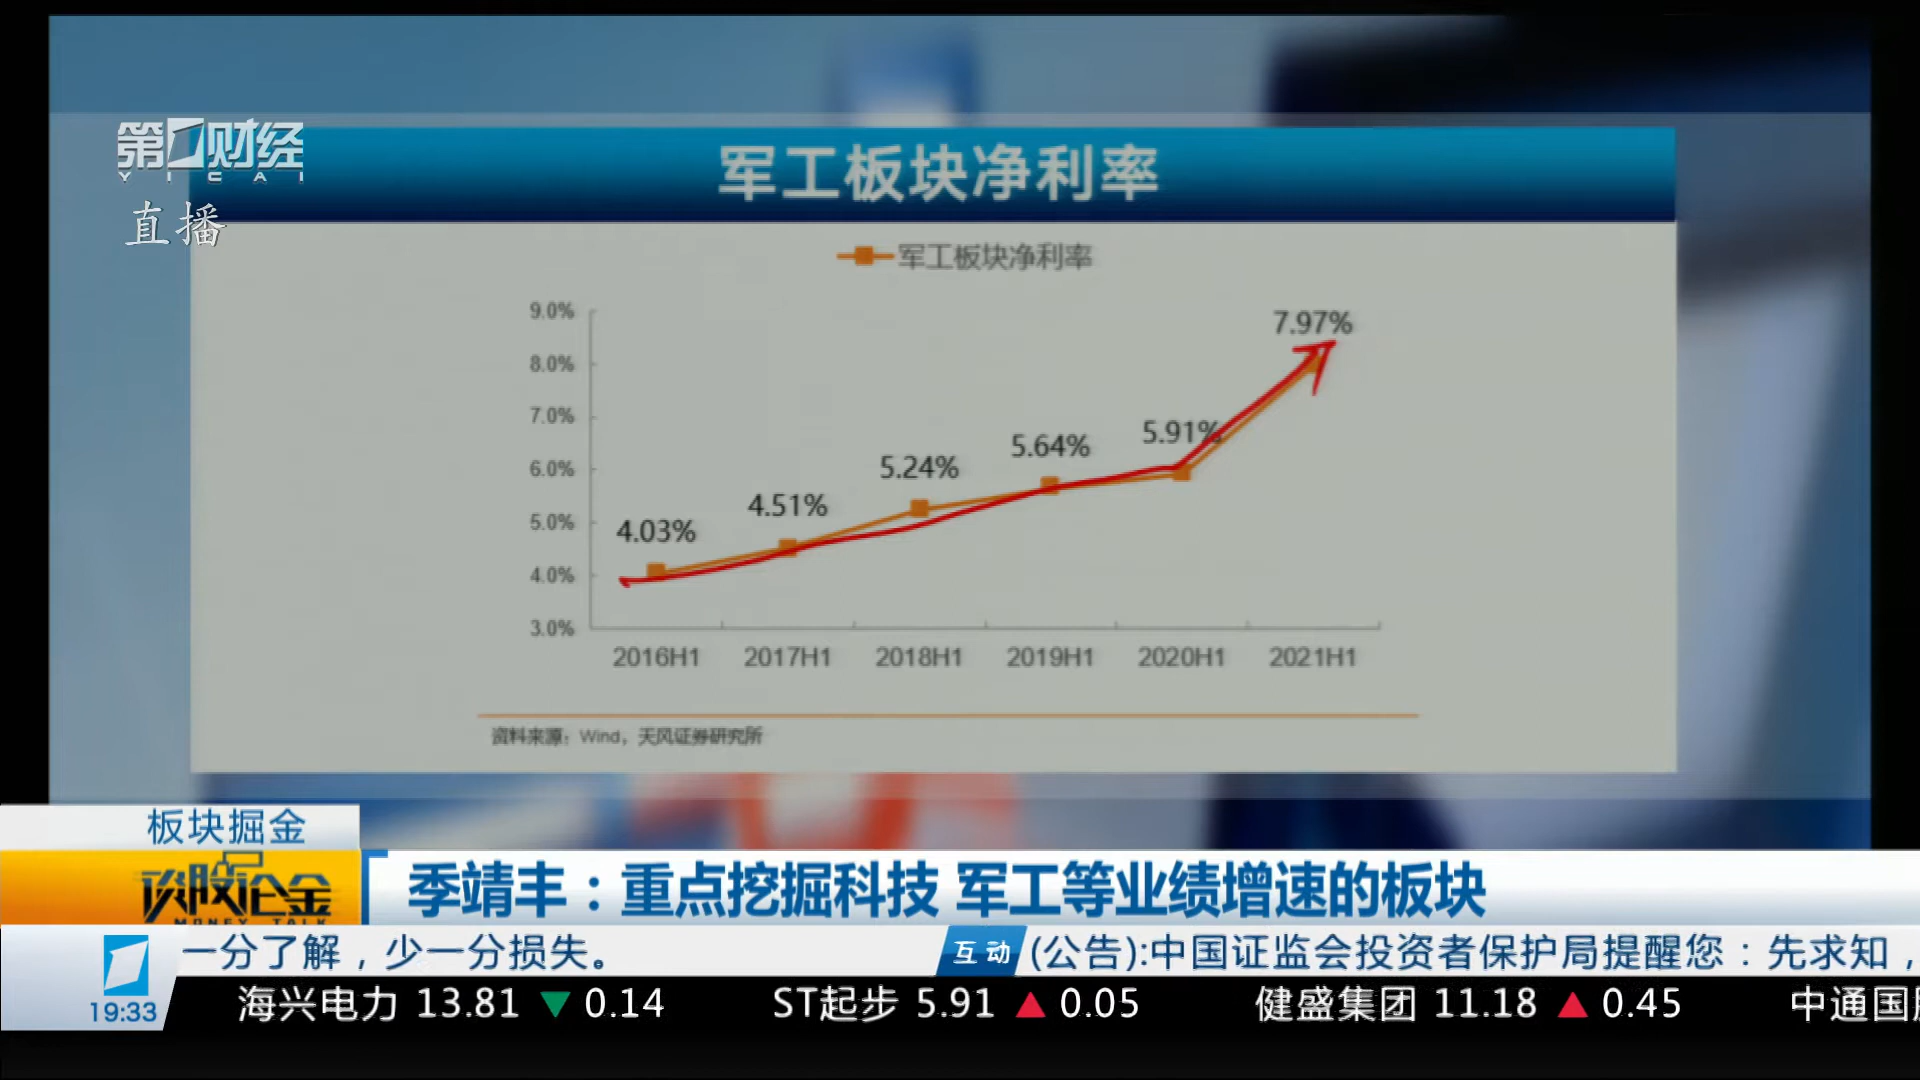 第一财经
YICAI
直播
军工板块净利率
军工板块净利率
9.0%
8.0%
7.0%
6.0%
5.0%
4.0%
3.0%
4.03%
4.51%
5.24%
5.64%
5.91%
7.97%
2016H1 2017H1 2018H1 2019H1 2020H1 2021H1
资料来源：Wind，天风证券研究所
板块掘金
谈股论金
MONEY TALK
季靖丰：重点挖掘科技 军工等业绩增速的板块
一分了解，少一分损失。 互动 (公告):中国证监会投资者保护局提醒您：先求知，
19:33
海兴电力 13.81 ▼ 0.14 ST起步 5.91 ▲ 0.05 健盛集团 11.18 ▲ 0.45 中通国